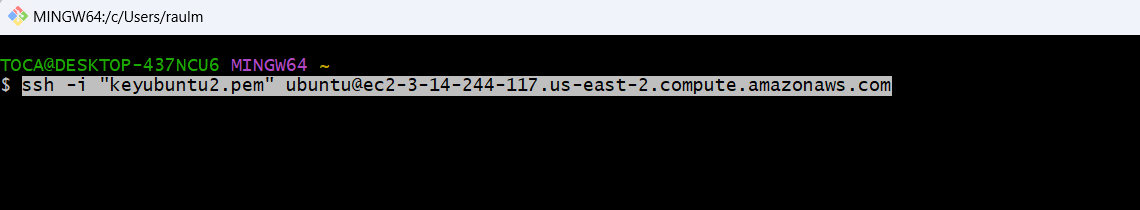 MINGW64:/c/Users/raulm
TOCA@DESKTOP-437NCU6 MINGW64 ~
$ ssh -i "keyubuntu2.pem" ubuntu@ec2-3-14-244-117.us-east-2.compute.amazonaws.com